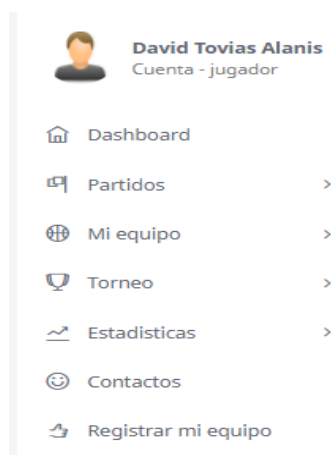 David Tovias Alanis
Cuenta - jugador
Dashboard
Partidos
Mi equipo
Torneo
Estadisticas
Contactos
Registrar mi equipo